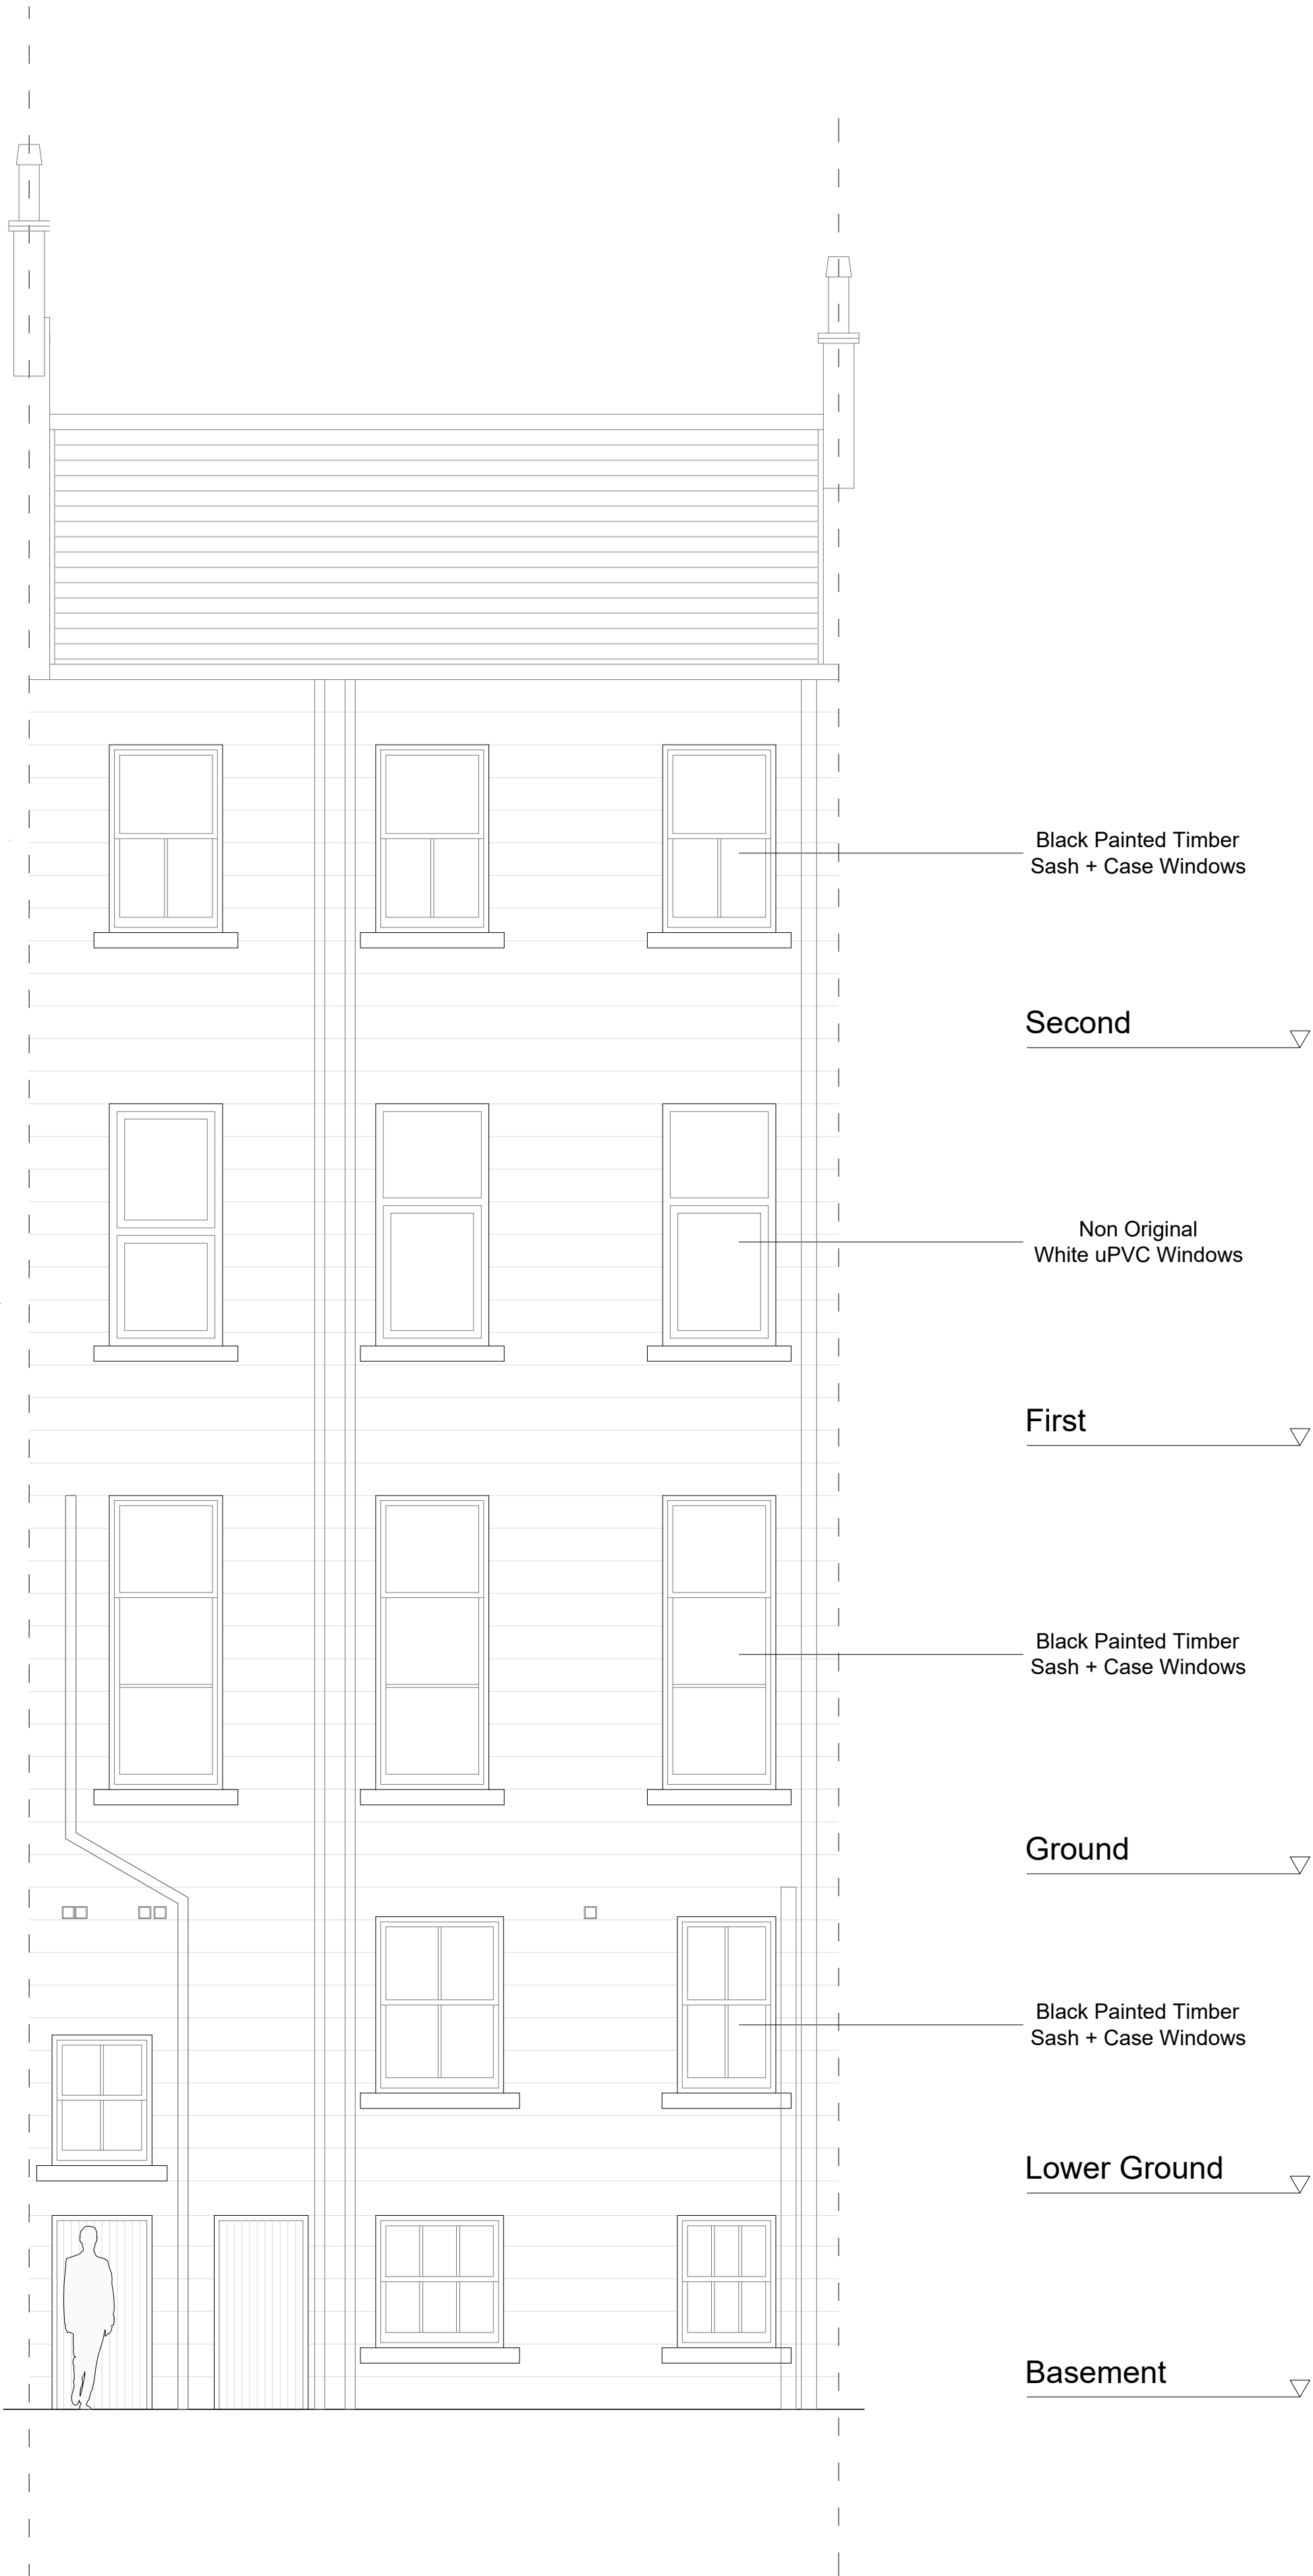 Black Painted Timber
Sash + Case Windows
Second
Non Original
White uPVC Windows
First
Black Painted Timber
Sash + Case Windows
Ground
Black Painted Timber
Sash + Case Windows
Lower Ground
Basement